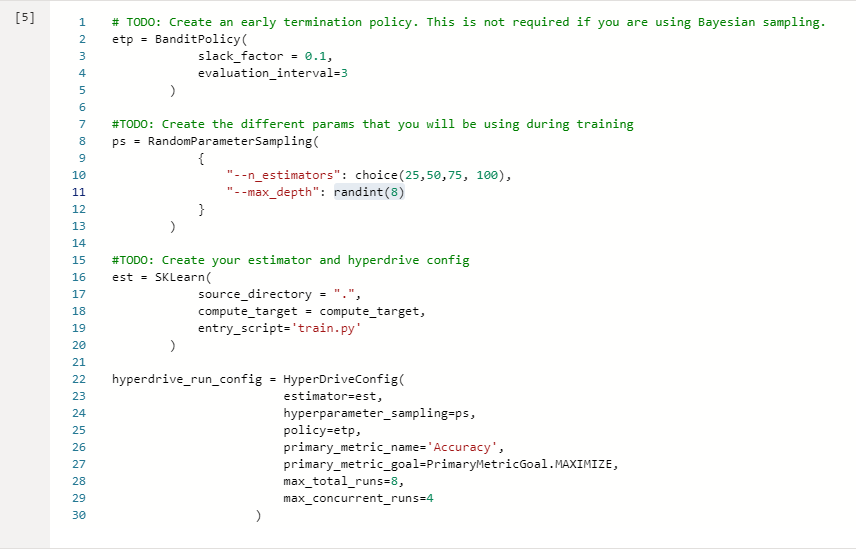 [5]
1 # TODO: Create an early termination policy. This is not required if you are using Bayesian sampling.
2 etp = BanditPolicy(
3 slack_factor = 0.1,
4 evaluation_interval=3
5 )
6
7 #TODO: Create the different params that you will be using during training
8 ps = RandomParameterSampling(
9 {
10 "--n_estimators": choice(25,50,75, 100),
11 "--max_depth": randint(8)
12 }
13 )
14
15 #TODO: Create your estimator and hyperdrive config
16 est = SKLearn(
17 source_directory = ".",
18 compute_target = compute_target,
19 entry_script='train.py'
20 )
21
22 hyperdrive_run_config = HyperDriveConfig(
23 estimator=est,
24 hyperparameter_sampling=ps,
25 policy=etp,
26 primary_metric_name='Accuracy',
27 primary_metric_goal=PrimaryMetricGoal.MAXIMIZE,
28 max_total_runs=8,
29 max_concurrent_runs=4
30 )